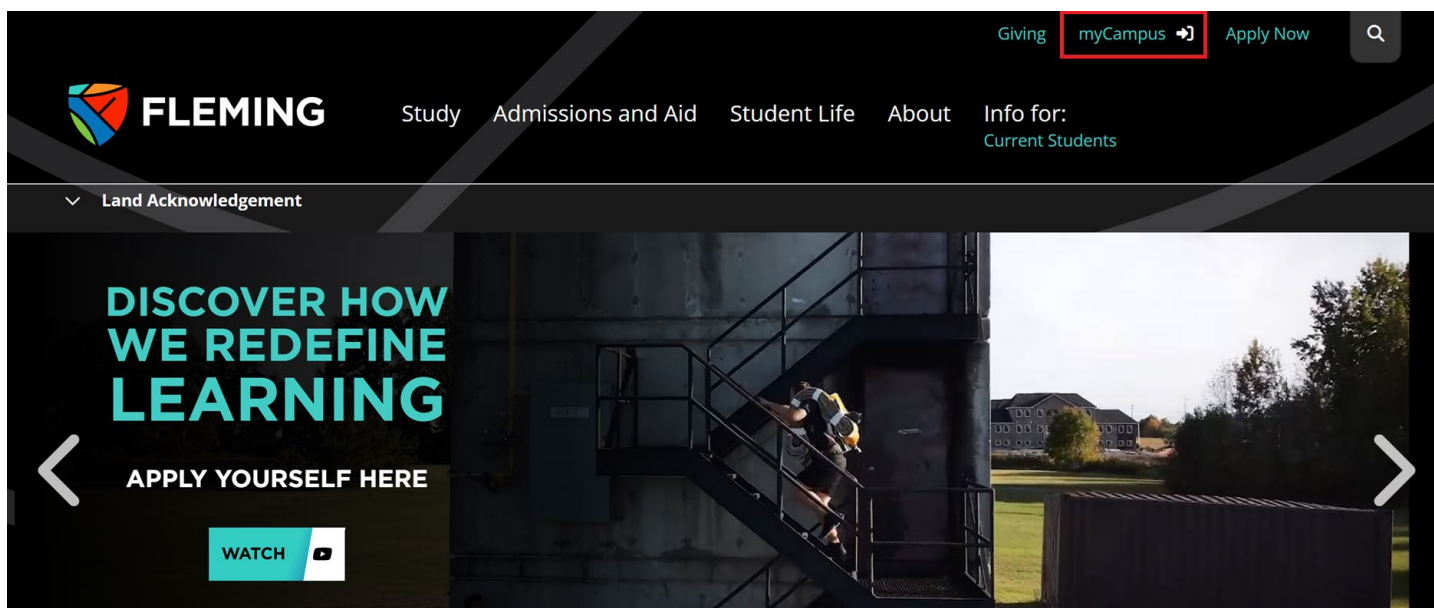 Giving myCampus Apply Now
FLEMING
Study Admissions and Aid Student Life About Info for:
Current Students
Land Acknowledgement
DISCOVER HOW
WE REDEFINE
LEARNING
APPLY YOURSELF HERE
WATCH